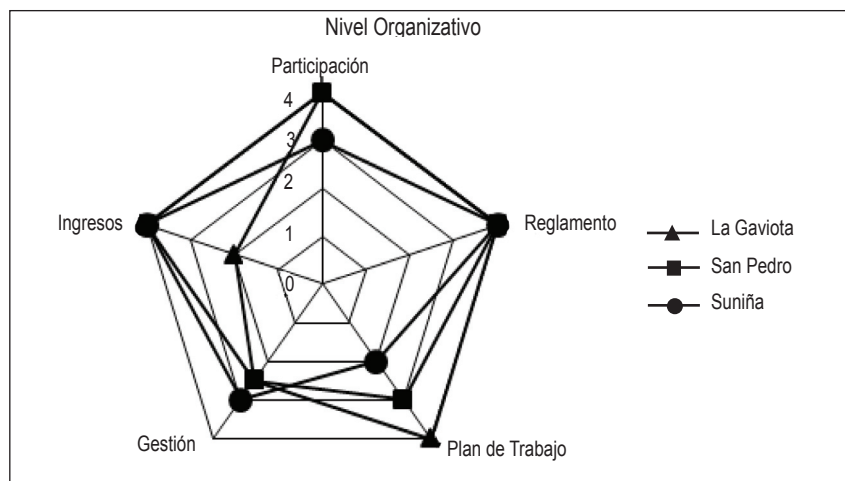 Nivel Organizativo
Participación
4
3
2
1
0
Ingresos
Reglamento
Gestión
Plan de Trabajo
La Gaviota
San Pedro
Suniña